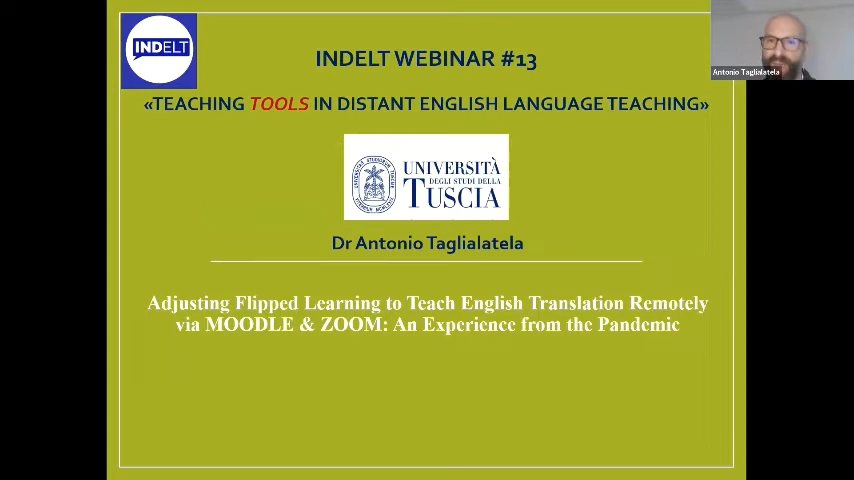 INDELT
INDELT WEBINAR #13
Antonio Taglialatela
«TEACHING TOOLS IN DISTANT ENGLISH LANGUAGE TEACHING»
UNIVERSITÀ
DEGLI STUDI DELLA
TUSCIA
Dr Antonio Taglialatela
Adjusting Flipped Learning to Teach English Translation Remotely
via MOODLE & ZOOM: An Experience from the Pandemic